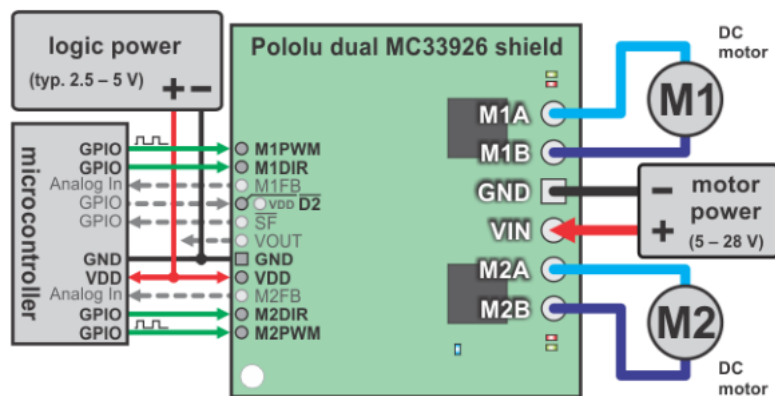 logic power
(typ. 2.5 – 5 V)
+ −
Pololu dual MC33926 shield
DC
motor
M1
microcontroller
GPIO
GPIO
Analog In
GPIO
GPIO
GND
VDD
Analog In
GPIO
GPIO
M1PWM
M1DIR
M1FB
VDD D2
SF
VOUT
GND
VDD
M2FB
M2DIR
M2PWM
M1A
M1B
GND
VIN
M2A
M2B
− motor
power
+ (5 – 28 V)
M2
DC
motor